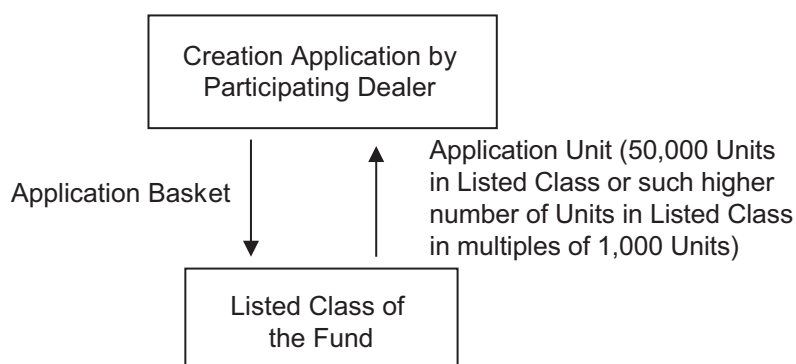 Creation Application by
Participating Dealer
Application Basket
Application Unit (50,000 Units
in Listed Class or such higher
number of Units in Listed Class
in multiples of 1,000 Units)
Listed Class of
the Fund